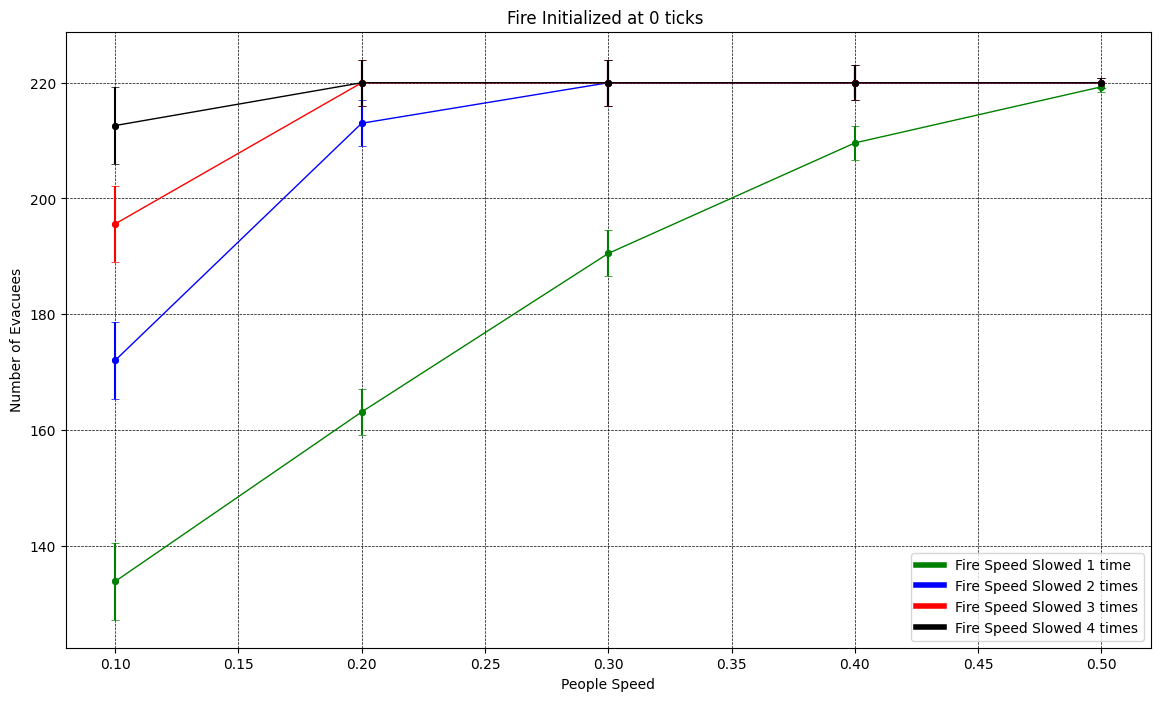 Fire Initialized at 0 ticks
Number of Evacuees
220
200
180
160
140
0.10 0.15 0.20 0.25 0.30 0.35 0.40 0.45 0.50
People Speed
Fire Speed Slowed 1 time
Fire Speed Slowed 2 times
Fire Speed Slowed 3 times
Fire Speed Slowed 4 times